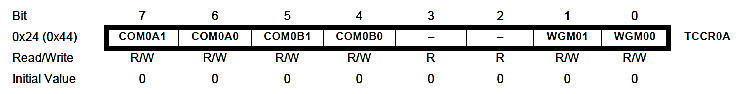 Bit 7 6 5 4 3 2 1 0
0x24 (0x44) COM0A1 COM0A0 COM0B1 COM0B0 – – WGM01 WGM00 TCCR0A
Read/Write R/W R/W R/W R/W R R R/W R/W
Initial Value 0 0 0 0 0 0 0 0